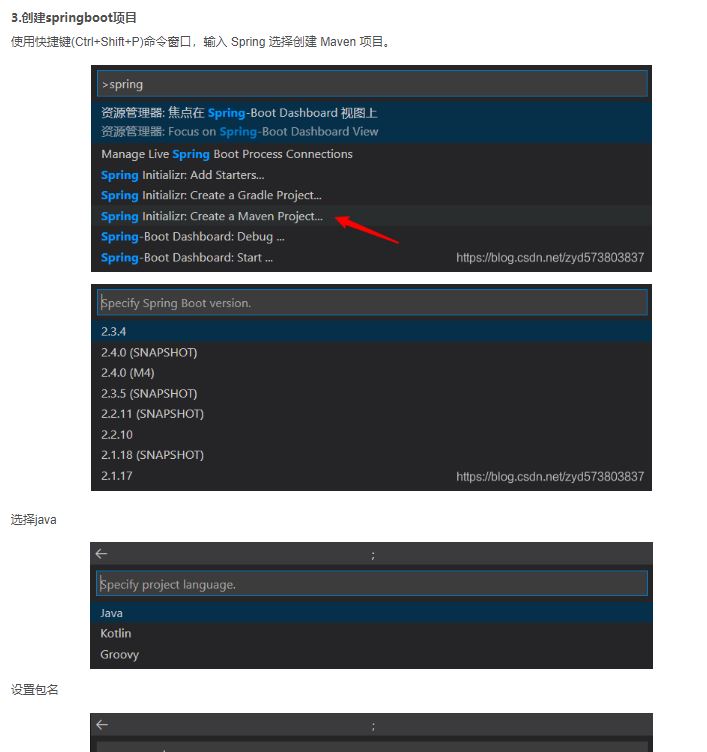 3.创建springboot项目
使用快捷键(Ctrl+Shift+P)命令窗口，输入 Spring 选择创建 Maven 项目。
>spring
资源管理器: 焦点在 Spring-Boot Dashboard 视图上
资源管理器: Focus on Spring-Boot Dashboard View
Manage Live Spring Boot Process Connections
Spring Initializr: Add Starters...
Spring Initializr: Create a Gradle Project...
Spring Initializr: Create a Maven Project...
Spring-Boot Dashboard: Debug ...
Spring-Boot Dashboard: Start ...
https://blog.csdn.net/zyd573803837
Specify Spring Boot version.
2.3.4
2.4.0 (SNAPSHOT)
2.4.0 (M4)
2.3.5 (SNAPSHOT)
2.2.11 (SNAPSHOT)
2.2.10
2.1.18 (SNAPSHOT)
2.1.17
https://blog.csdn.net/zyd573803837
选择java
;
Specify project language.
Java
Kotlin
Groovy
设置包名
;